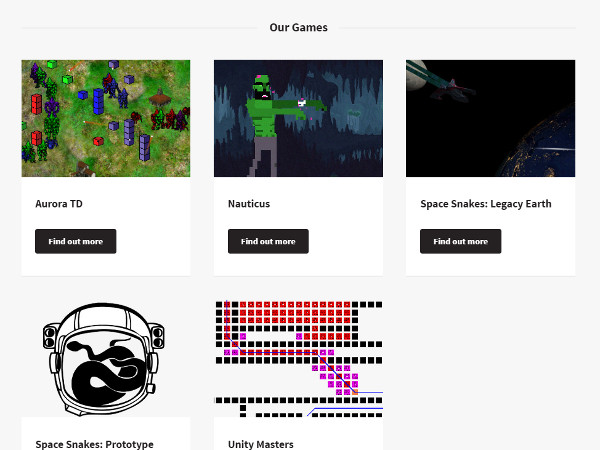 Our Games
Aurora TD
Nauticus
Space Snakes: Legacy Earth
Find out more
Find out more
Find out more
Space Snakes: Prototype
Unity Masters